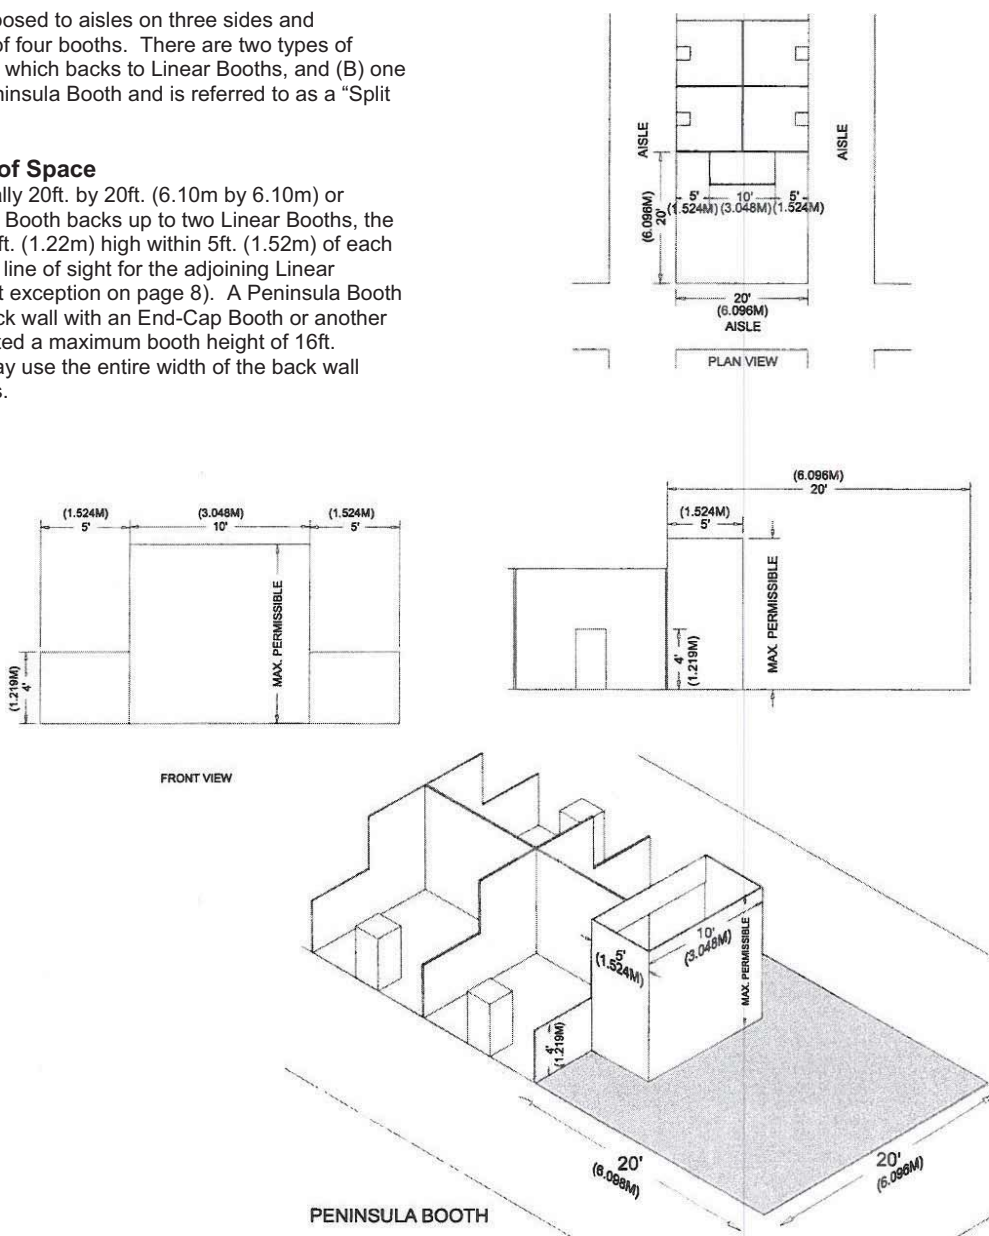 posed to aisles on three sides and
of four booths. There are two types of
which backs to Linear Booths, and (B) one
ninsula Booth and is referred to as a “Split
of Space
ally 20ft. by 20ft. (6.10m by 6.10m) or
Booth backs up to two Linear Booths, the
ft. (1.22m) high within 5ft. (1.52m) of each
line of sight for the adjoining Linear
t exception on page 8). A Peninsula Booth
ck wall with an End-Cap Booth or another
ted a maximum booth height of 16ft.
ay use the entire width of the back wall
s.
AISLE
AISLE
20'
(6.096M)
5' 10' 5'
(1.524M) (3.048M) (1.524M)
20'
(6.096M)
AISLE
PLAN VIEW
(1.524M) (3.048M) (1.524M)
5' 10' 5'
MAX. PERMISSIBLE
4'
(1.219M)
FRONT VIEW
(6.096M)
20'
(1.524M)
5'
MAX. PERMISSIBLE
4'
(1.219M)
5'
(1.524M)
10'
(3.048M)
MAX. PERMISSIBLE
4'
(1.219M)
20'
(6.098M)
20'
(6.096M)
PENINSULA BOOTH